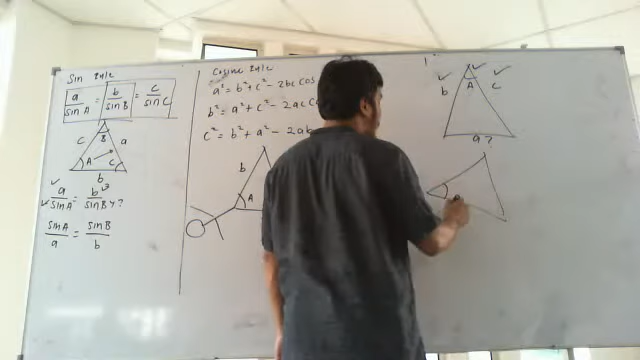 Sin Rule
a/sin A = b/sin B = c/sin C
B
c a
A C
b
✓ a/sin A = b/sin B ?
sin A/a = sin B/b
Cosine Rule
a² = b² + c² - 2bc cos
b² = a² + c² - 2ac c
c² = b² + a² - 2ab
b
A
1
✓ ✓ ✓
b A c
a?